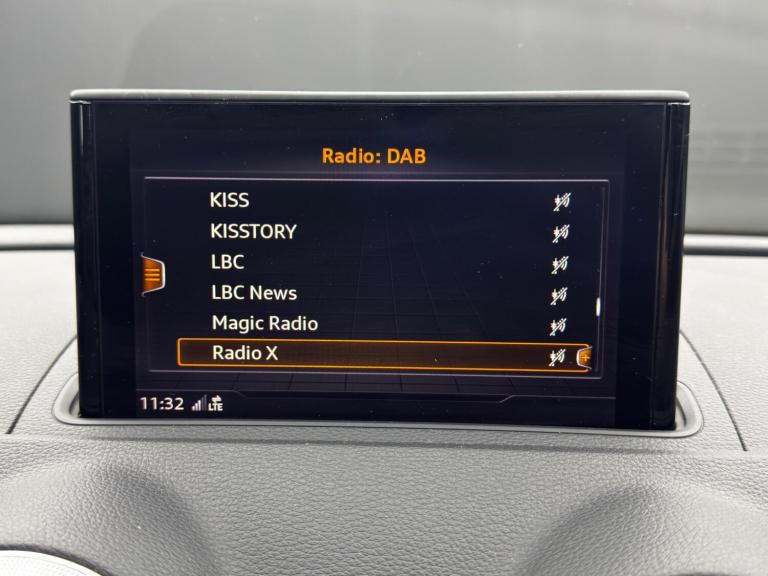 Radio: DAB
KISS
KISSTORY
LBC
LBC News
Magic Radio
Radio X
11:32 LTE